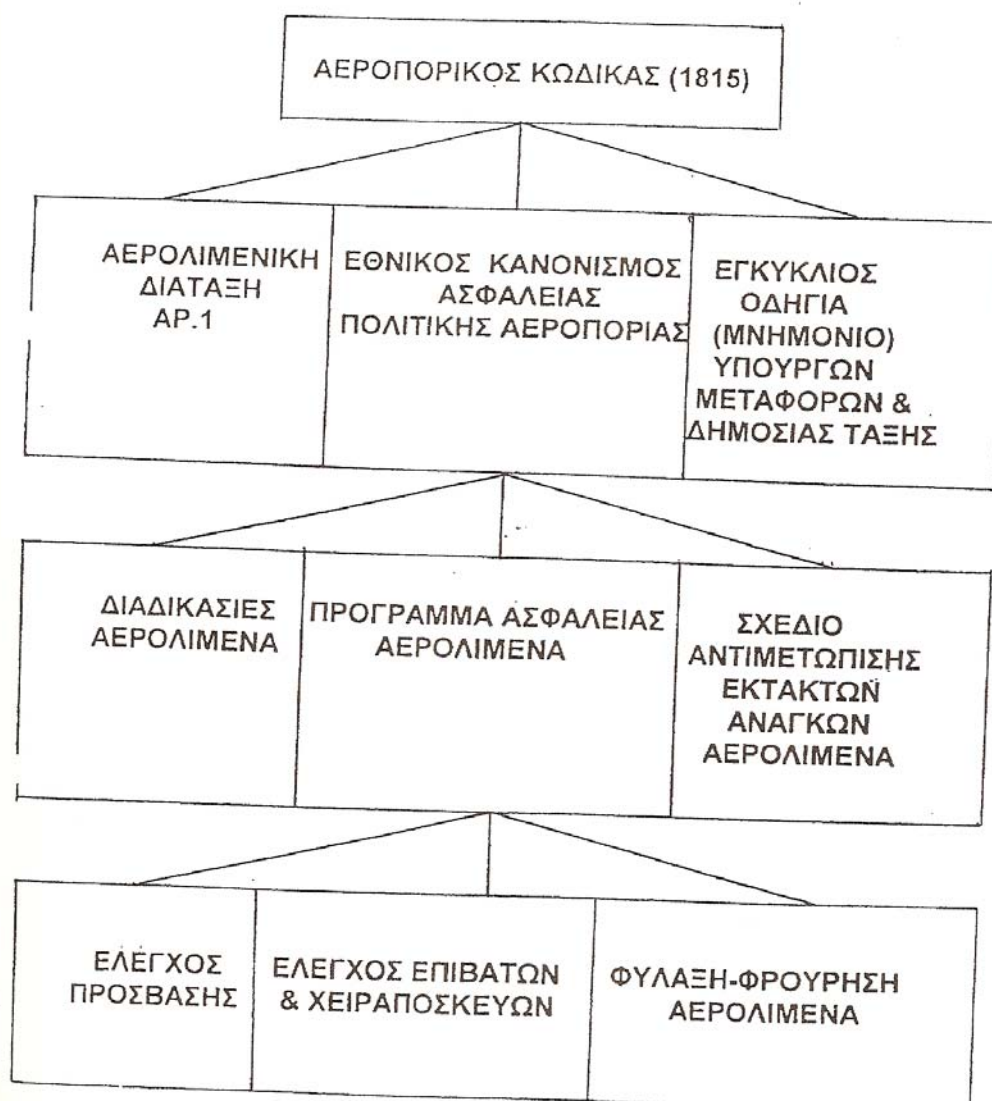 ΑΕΡΟΠΟΡΙΚΟΣ ΚΩΔΙΚΑΣ (1815)
ΑΕΡΟΛΙΜΕΝΙΚΗ
ΔΙΑΤΑΞΗ
ΑΡ.1
ΕΘΝΙΚΟΣ ΚΑΝΟΝΙΣΜΟΣ
ΑΣΦΑΛΕΙΑΣ
ΠΟΛΙΤΙΚΗΣ ΑΕΡΟΠΟΡΙΑΣ
ΕΓΚΥΚΛΙΟΣ
ΟΔΗΓΙΑ
(ΜΝΗΜΟΝΙΟ)
ΥΠΟΥΡΓΩΝ
ΜΕΤΑΦΟΡΩΝ &
ΔΗΜΟΣΙΑΣ ΤΑΞΗΣ
ΔΙΑΔΙΚΑΣΙΕΣ
ΑΕΡΟΛΙΜΕΝΑ
ΠΡΟΓΡΑΜΜΑ ΑΣΦΑΛΕΙΑΣ
ΑΕΡΟΛΙΜΕΝΑ
ΣΧΕΔΙΟ
ΑΝΤΙΜΕΤΩΠΙΣΗΣ
ΕΚΤΑΚΤΩΝ
ΑΝΑΓΚΩΝ
ΑΕΡΟΛΙΜΕΝΑ
ΕΛΕΓΧΟΣ
ΠΡΟΣΒΑΣΗΣ
ΕΛΕΓΧΟΣ ΕΠΙΒΑΤΩΝ
& ΧΕΙΡΑΠΟΣΚΕΥΩΝ
ΦΥΛΑΞΗ-ΦΡΟΥΡΗΣΗ
ΑΕΡΟΛΙΜΕΝΑ